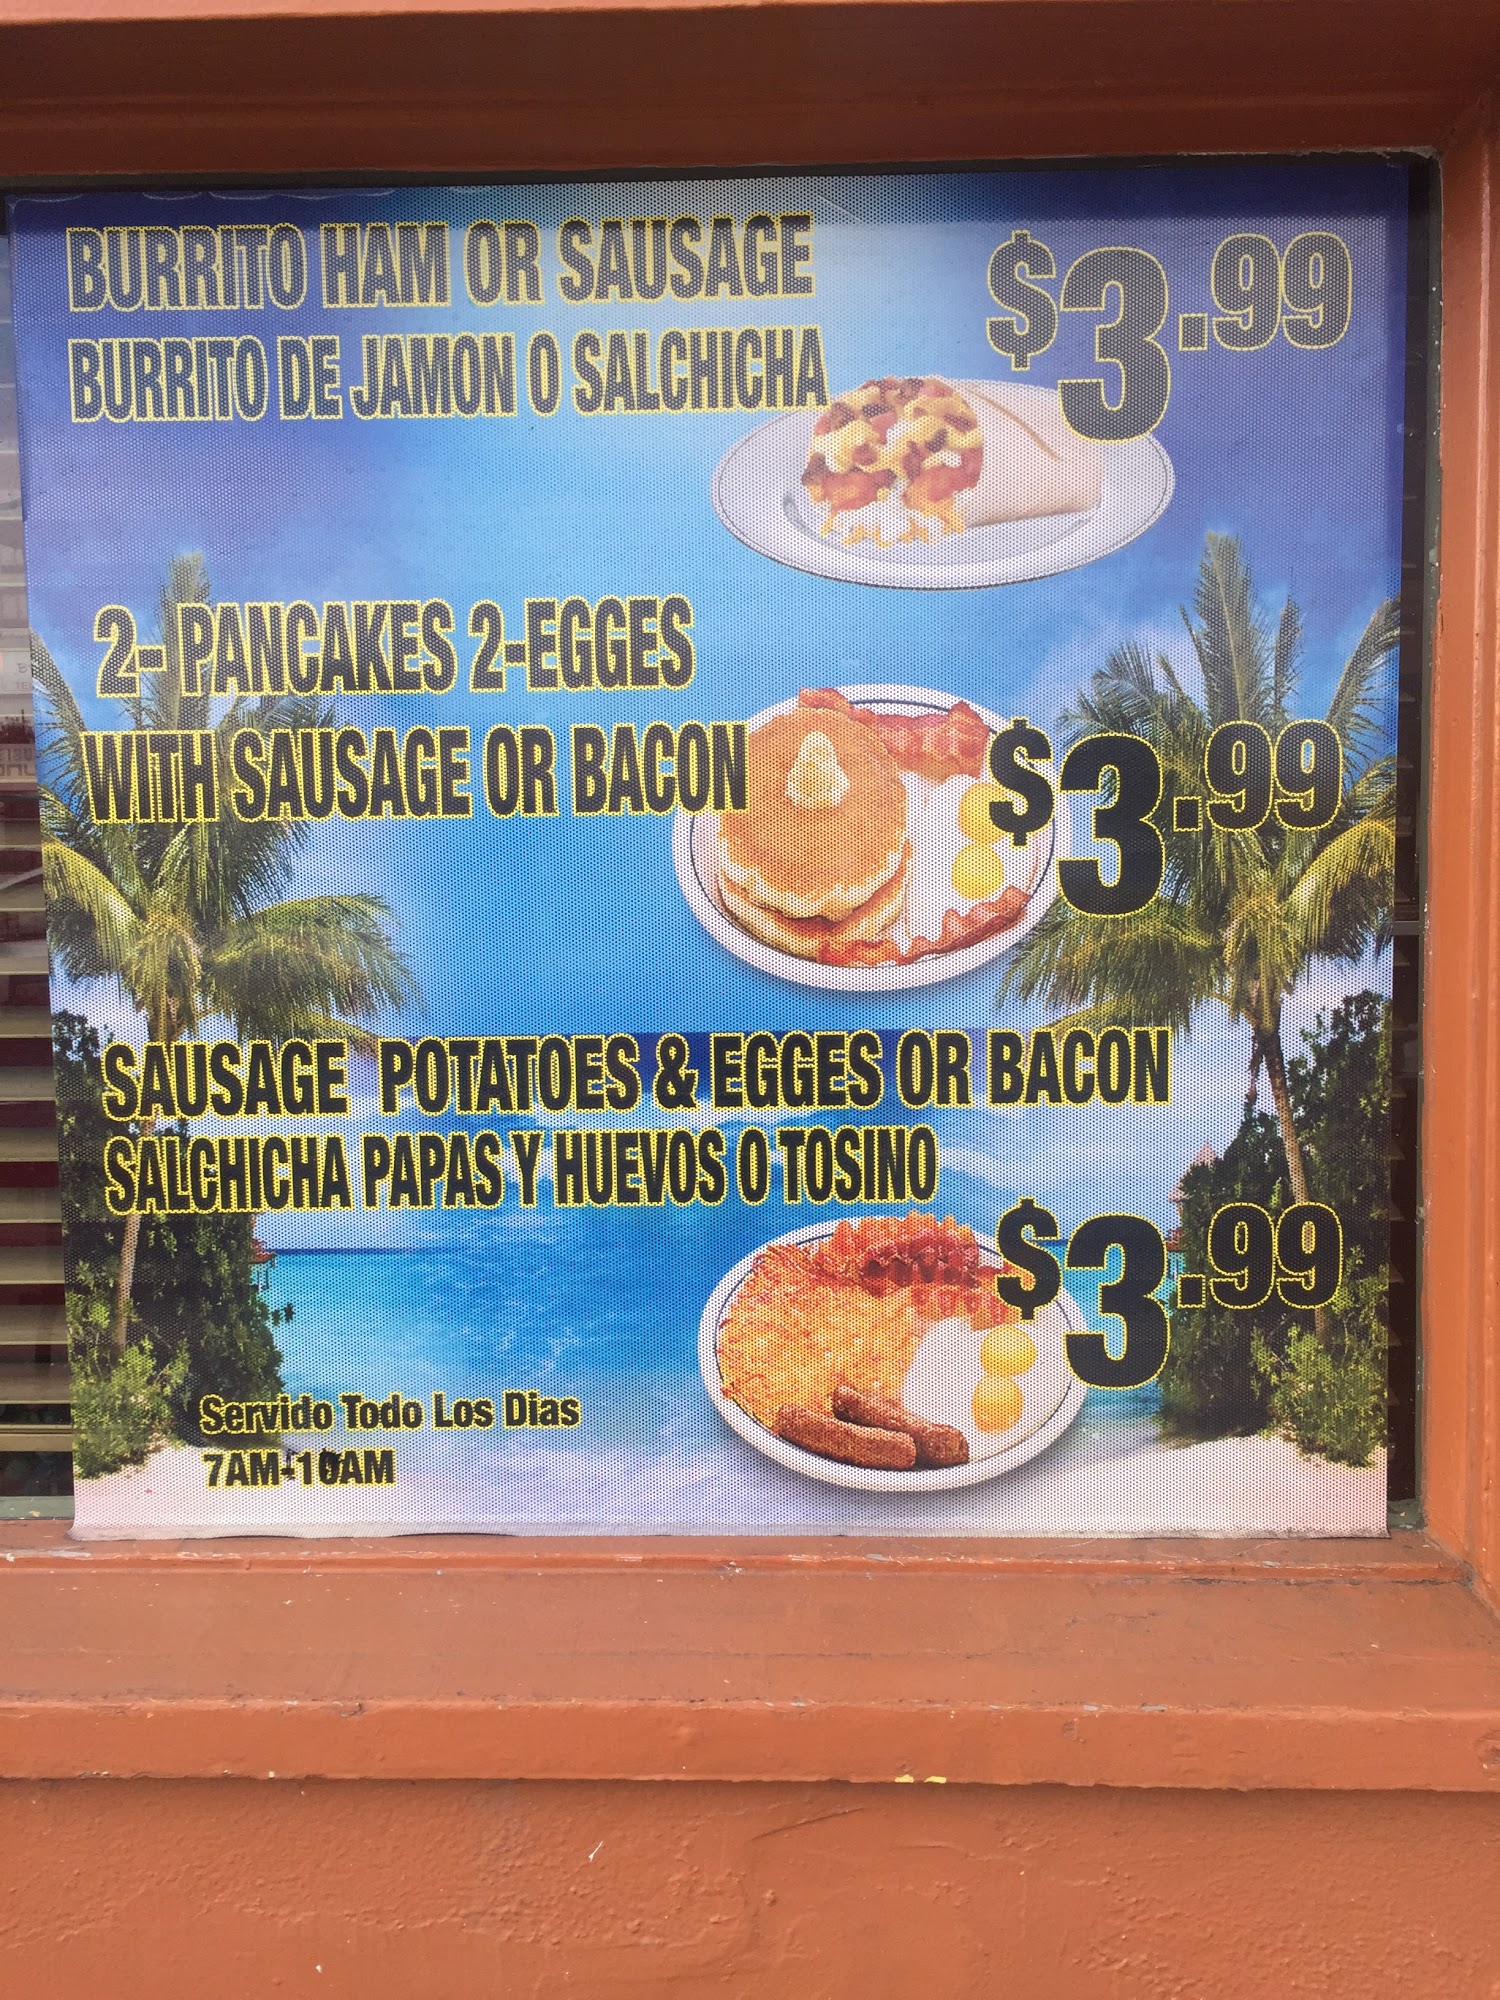 BURRITO HAM OR SAUSAGE
BURRITO DE JAMON O SALCHICHA
$3.99
2- PANCAKES 2-EGGES
WITH SAUSAGE OR BACON
$3.99
SAUSAGE POTATOES & EGGES OR BACON
SALCHICHA PAPAS Y HUEVOS O TOSINO
$3.99
Servido Todo Los Dias
7AM-10AM